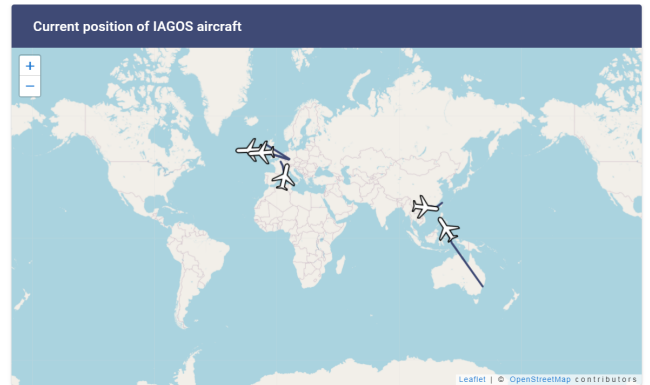 Current position of IAGOS aircraft
+
−
Leaflet | © OpenStreetMap contributors